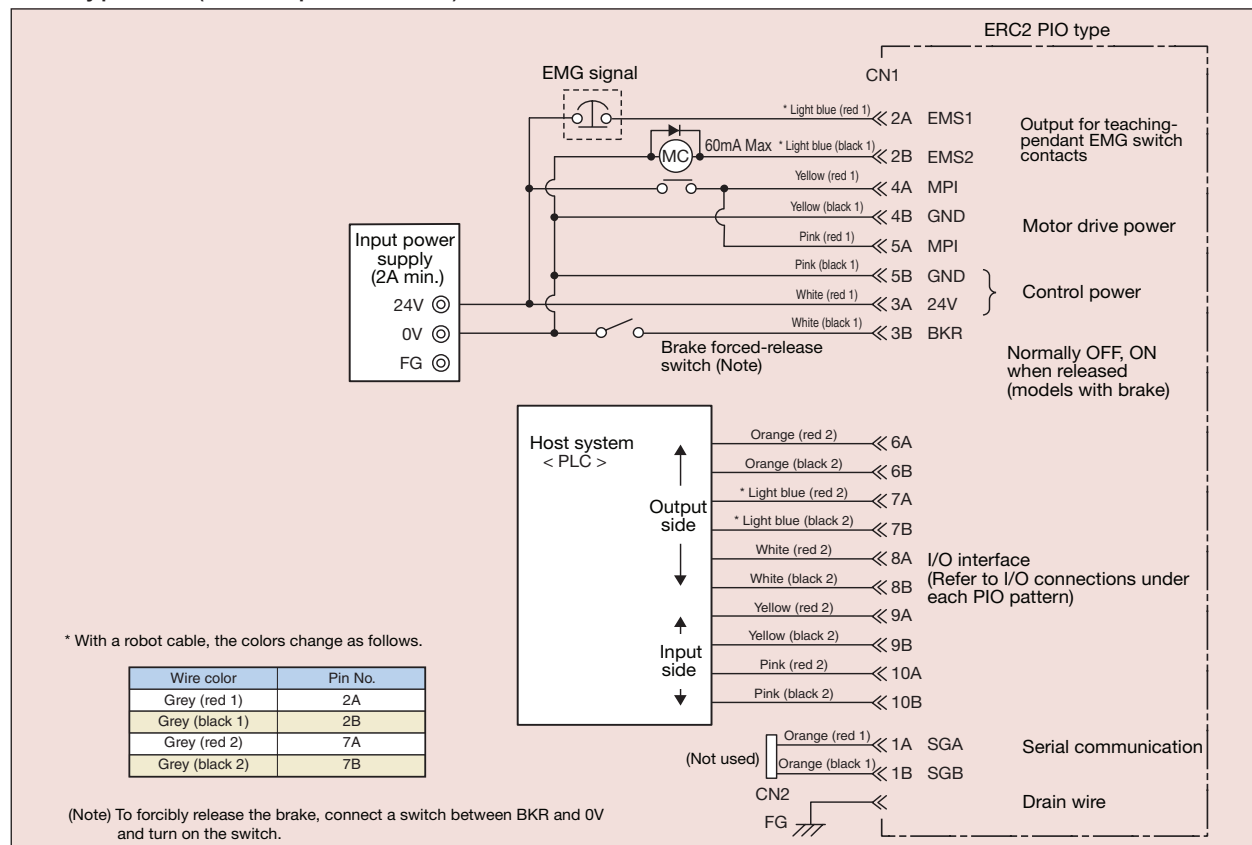 ERC2 PIO type
CN1
EMG signal
* Light blue (red 1)
2A EMS1
Output for teaching-
pendant EMG switch
contacts
MC
60mA Max
* Light blue (black 1)
2B EMS2
Yellow (red 1)
4A MPI
Yellow (black 1)
4B GND
Motor drive power
Pink (red 1)
5A MPI
Pink (black 1)
5B GND
Control power
White (red 1)
3A 24V
White (black 1)
3B BKR
Input power
supply
(2A min.)
24V
0V
FG
Brake forced-release
switch (Note)
Normally OFF, ON
when released
(models with brake)
Host system
< PLC >
Output
side
Input
side
Orange (red 2)
6A
Orange (black 2)
6B
* Light blue (red 2)
7A
* Light blue (black 2)
7B
White (red 2)
8A
White (black 2)
8B
Yellow (red 2)
9A
Yellow (black 2)
9B
Pink (red 2)
10A
Pink (black 2)
10B
I/O interface
(Refer to I/O connections under
each PIO pattern)
(Not used)
Orange (red 1)
1A SGA
Orange (black 1)
1B SGB
Serial communication
CN2
FG
Drain wire
* With a robot cable, the colors change as follows.
Wire color Pin No.
Grey (red 1) 2A
Grey (black 1) 2B
Grey (red 2) 7A
Grey (black 2) 7B
(Note) To forcibly release the brake, connect a switch between BKR and 0V
and turn on the switch.